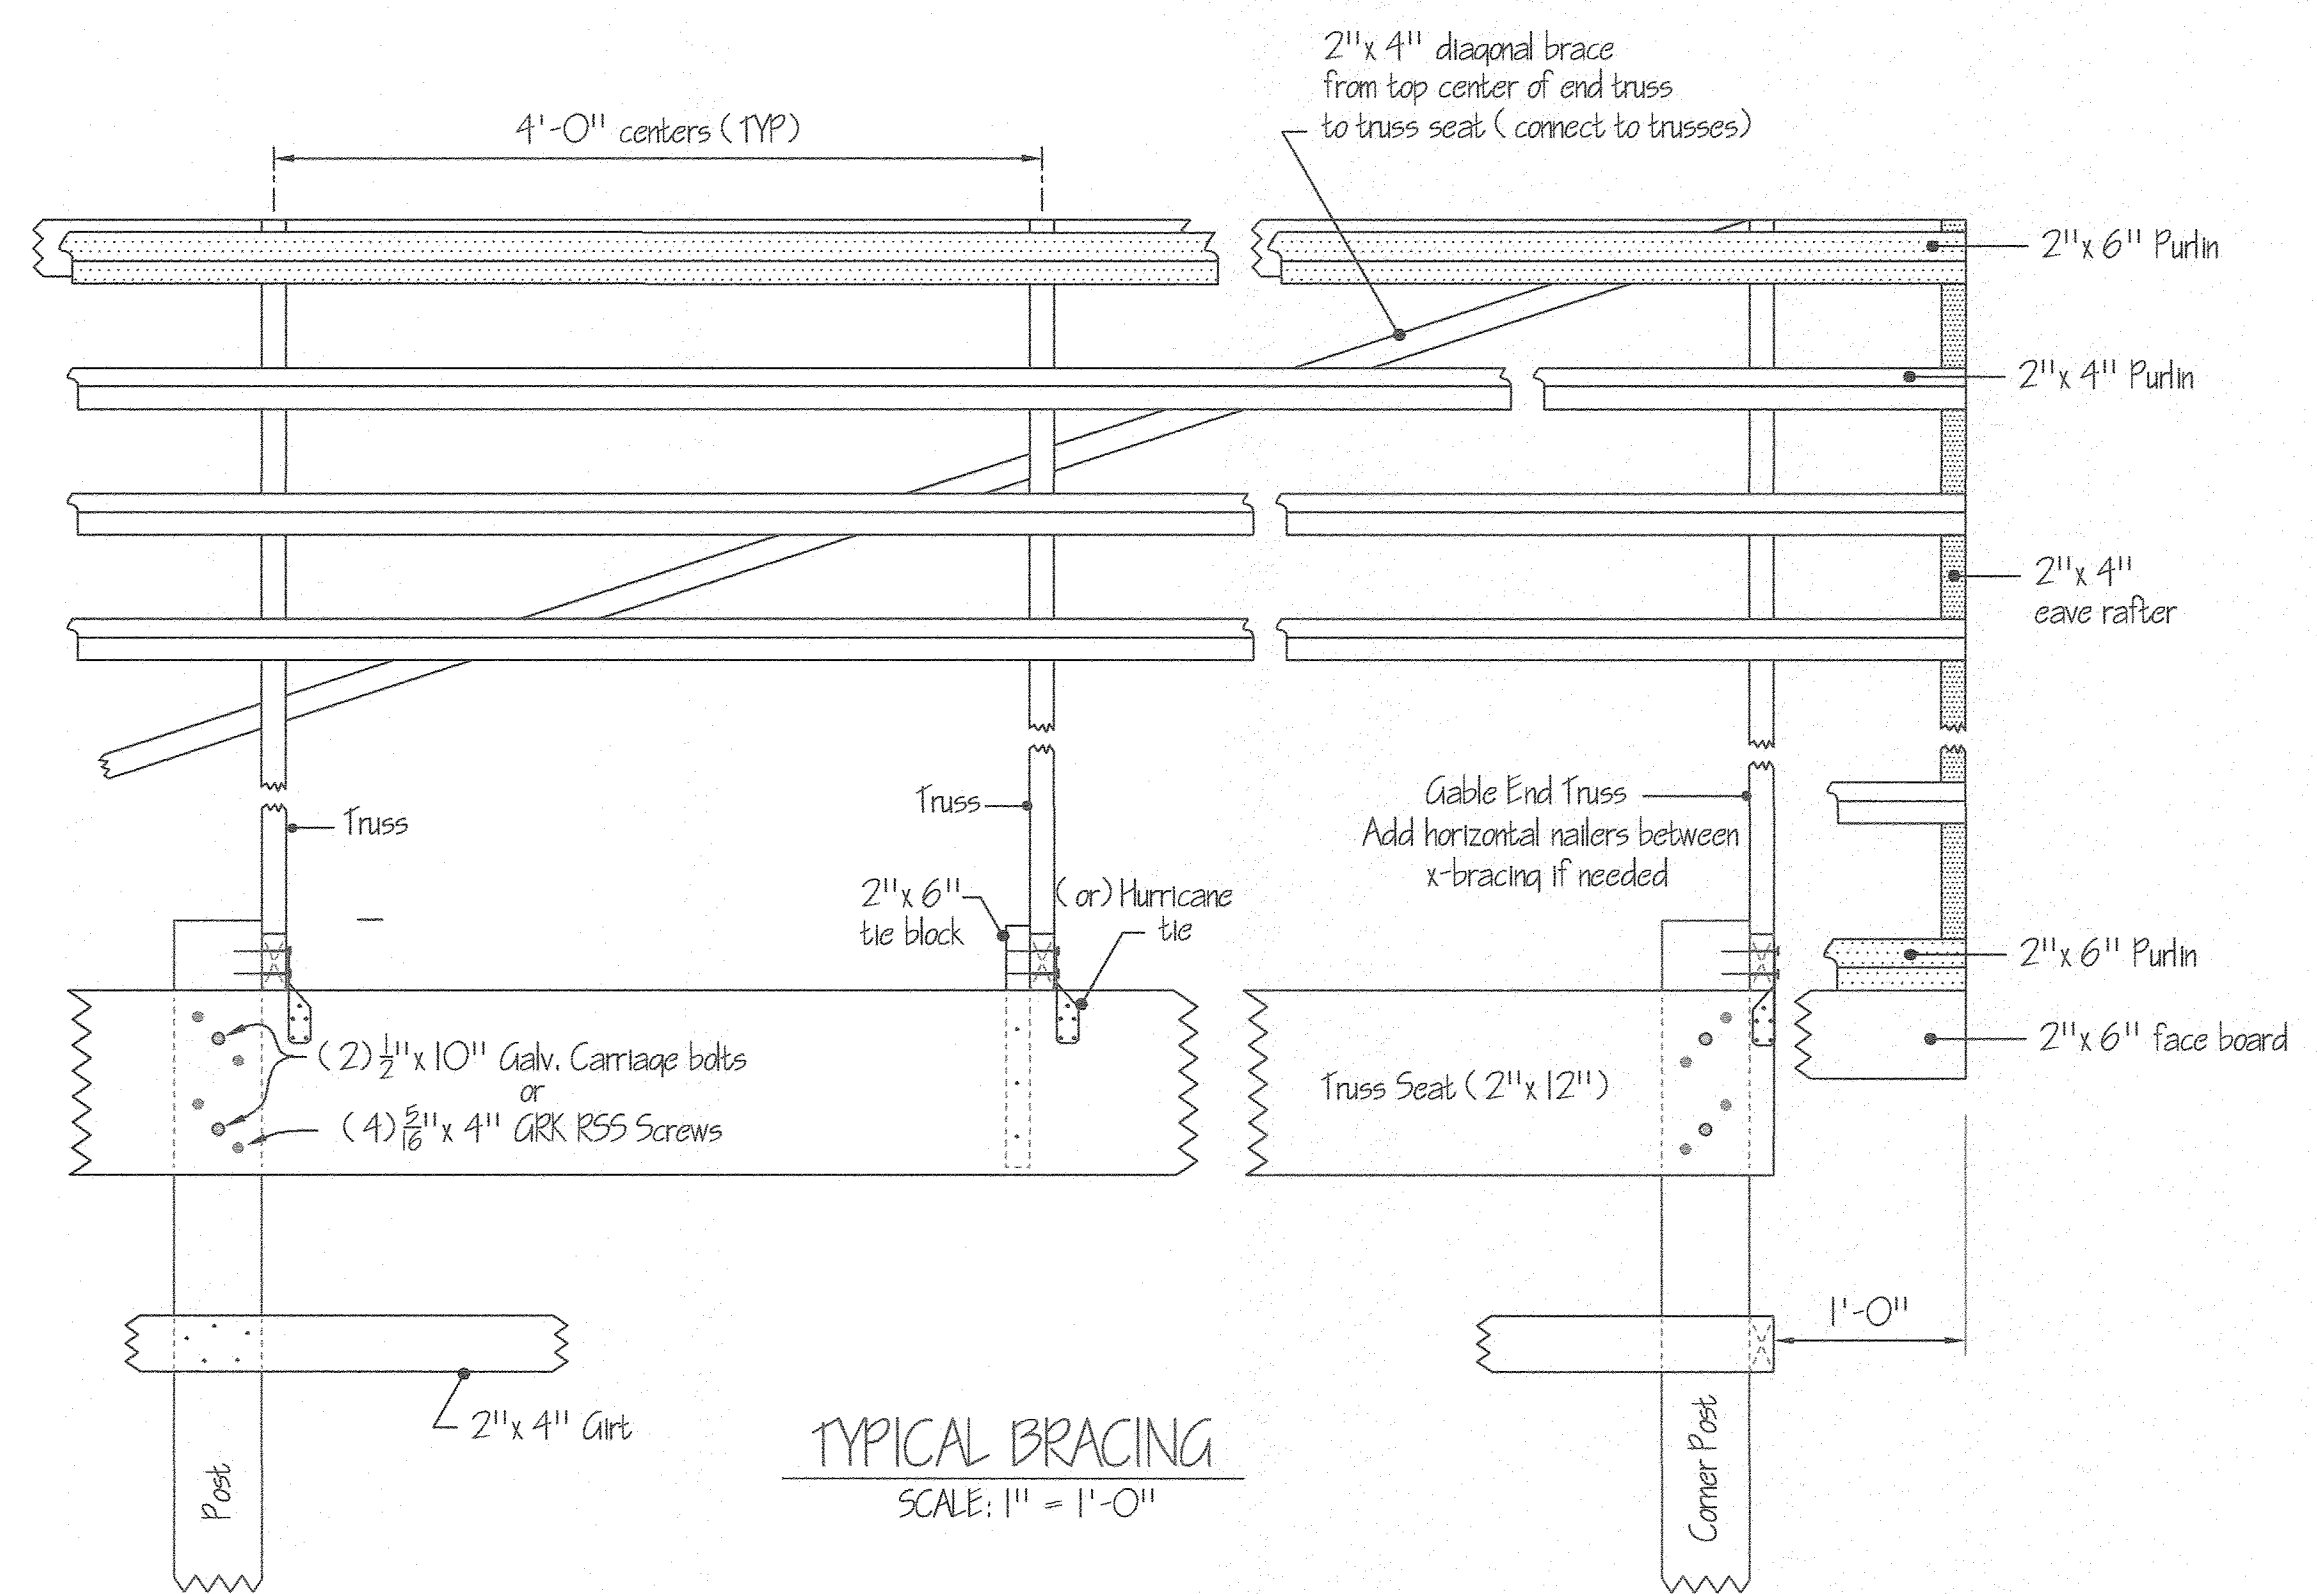 2"x 4" diagonal brace
from top center of end truss
to truss seat ( connect to trusses)
4'-0" centers ( TYP)
2"x 6" Purlin
2"x 4" Purlin
2"x 4"
eave rafter
Truss
Truss
Gable End Truss
Add horizontal nailers between
x-bracing if needed
2"x 6"
tie block
( or) Hurricane
tie
2"x 6" Purlin
2"x 6" face board
( 2) 1/2"x 10" Galv. Carriage bolts
or
( 4) 5/16"x 4" GRK RSS Screws
Truss Seat ( 2"x 12")
1'-0"
2"x 4" Girt
Post
Corner Post
TYPICAL BRACING
SCALE: 1" = 1'-0"